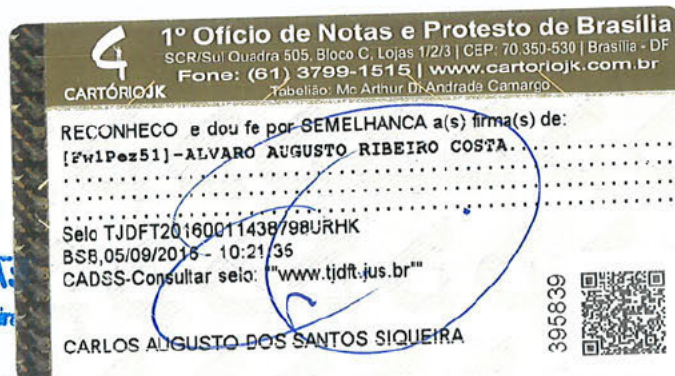 1º Ofício de Notas e Protesto de Brasília
SCR/Sul Quadra 505, Bloco C, Lojas 1/2/3 | CEP: 70.350-530 | Brasília - DF
Fone: (61) 3799-1515 | www.cartoriojk.com.br
CARTÓRIOJK
Tabelião: Mc Arthur Di Andrade Camargo
RECONHECO e dou fe por SEMELHANCA a(s) firma(s) de:
[Fw1Pez51]-ALVARO AUGUSTO RIBEIRO COSTA
Selo TJDFT20160011438798URHK
BSB,05/09/2016 - 10:21:35
CADSS-Consultar selo: ""www.tjdft.jus.br""
CARLOS AUGUSTO DOS SANTOS SIQUEIRA
395839